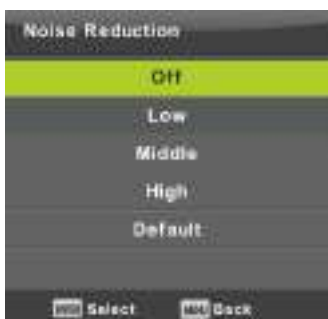 Noise Reduction
Off
Low
Middle
High
Default
Select Back